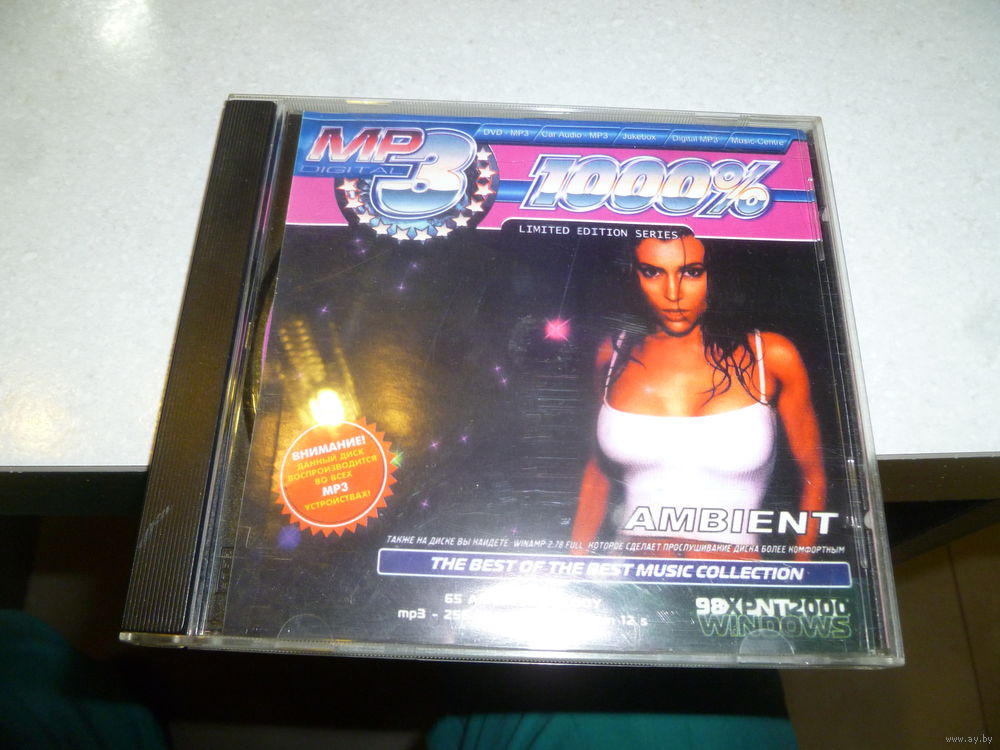 MP3
DIGITAL
DVD - MP3 Car Audio - MP3 Jukebox Digital MP3 Music Centre
1000%
LIMITED EDITION SERIES
ВНИМАНИЕ!
ДАННЫЙ ДИСК
ВОСПРОИЗВОДИТСЯ
ВО ВСЕХ
MP3
УСТРОЙСТВАХ!
AMBIENT
ТАКЖЕ НА ДИСКЕ ВЫ НАЙДЕТЕ WINAMP 2.78 FULL, КОТОРОЕ СДЕЛАЕТ ПРОСЛУШИВАНИЕ ДИСКА БОЛЕЕ КОМФОРТНЫМ
THE BEST OF THE BEST MUSIC COLLECTION
65
mp3 - 12 s
98XPNT2000
WINDOWS
www.ay.by